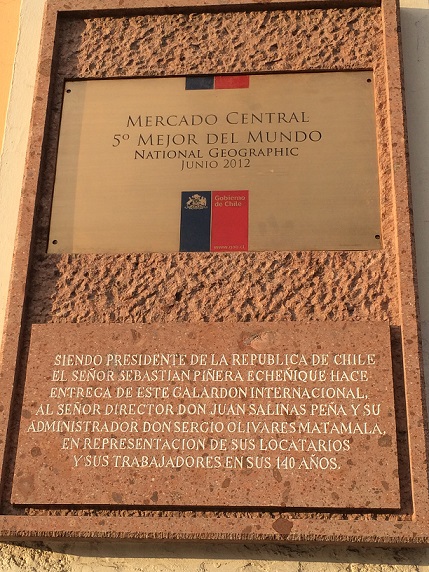 MERCADO CENTRAL
5º MEJOR DEL MUNDO
NATIONAL GEOGRAPHIC
JUNIO 2012
Gobierno
de Chile
SIENDO PRESIDENTE DE LA REPUBLICA DE CHILE
EL SEÑOR SEBASTIAN PIÑERA ECHEÑIQUE HACE
ENTREGA DE ESTE GALARDON INTERNACIONAL,
AL SEÑOR DIRECTOR DON JUAN SALINAS PEÑA Y SU
ADMINISTRADOR DON SERGIO OLIVARES MATAMALA,
EN REPRESENTACION DE SUS LOCATARIOS
Y SUS TRABAJADORES EN SUS 140 AÑOS.